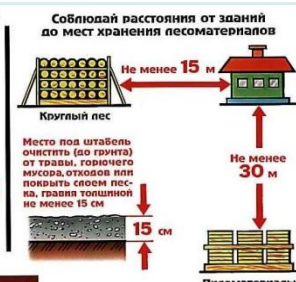 Соблюдай расстояния от зданий
до мест хранения лесоматериалов
Не менее 15 м
Круглый лес
Место под штабель
очистить (до грунта)
от травы, горючего
мусора, отходов или
покрыть слоем пес-
ка, гравия толщиной
не менее 15 см
Не менее
30 м
15 см